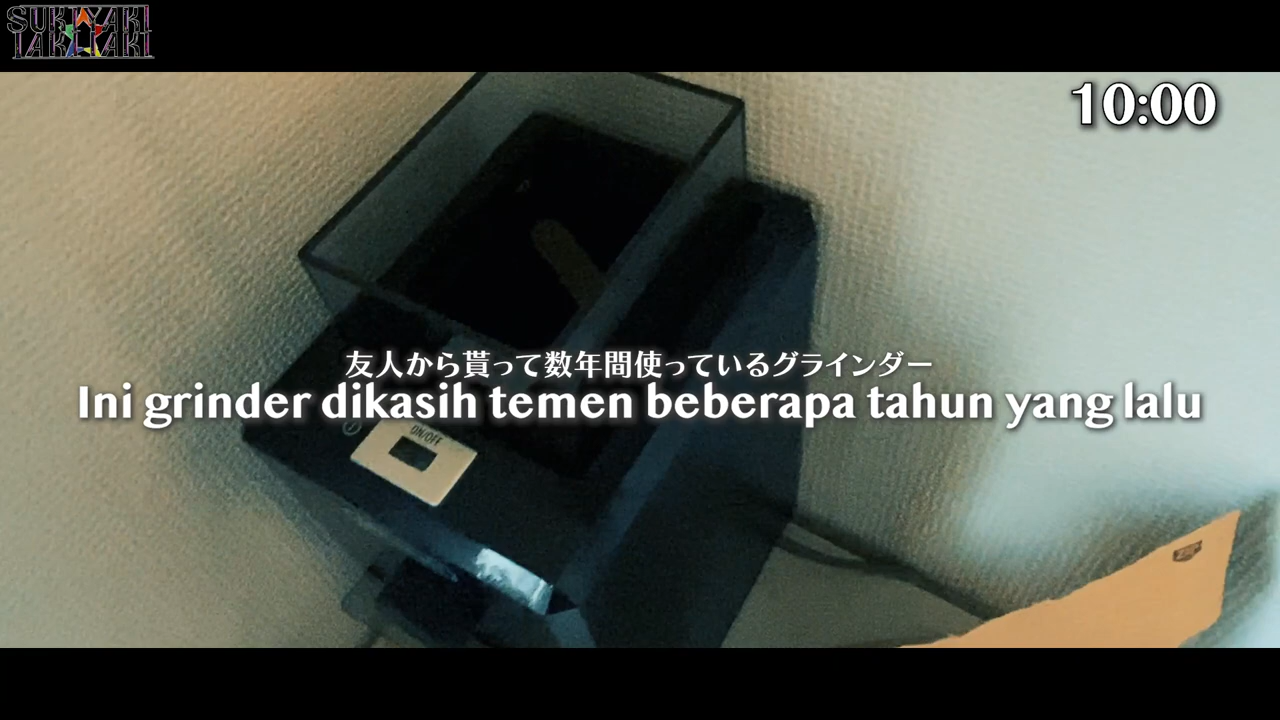 SUKIYAKI
TAKIYAKI
10:00
友人から貰って数年間使っているグラインダー
Ini grinder dikasih temen beberapa tahun yang lalu
ON/OFF